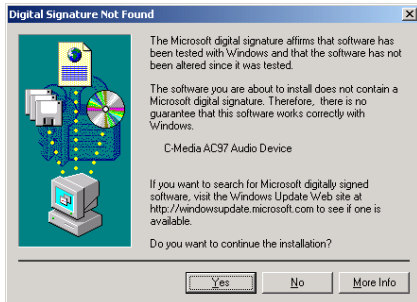 Digital Signature Not Found
The Microsoft digital signature affirms that software has
been tested with Windows and that the software has not
been altered since it was tested.
The software you are about to install does not contain a
Microsoft digital signature. Therefore, there is no
guarantee that this software works correctly with
Windows.
C-Media AC97 Audio Device
If you want to search for Microsoft digitally signed
software, visit the Windows Update Web site at
http://windowsupdate.microsoft.com to see if one is
available.
Do you want to continue the installation?
Yes No More Info